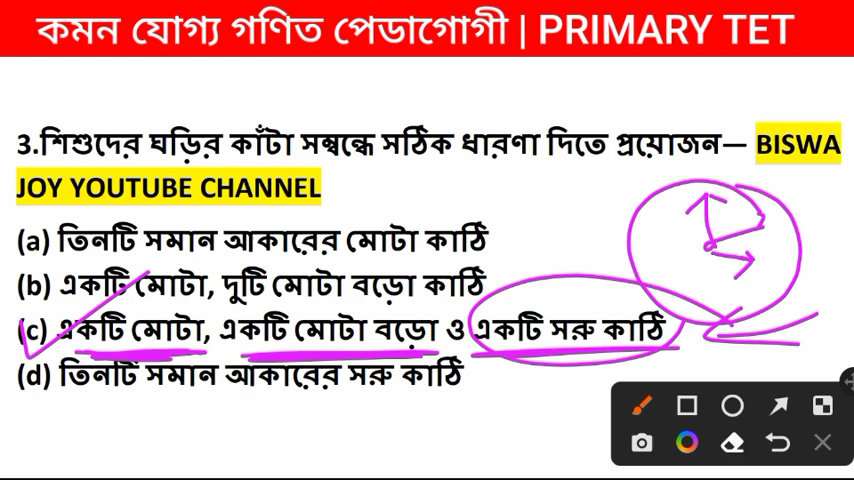 কমন যোগ্য গণিত পেডাগোগী | PRIMARY TET
3.শিশুদের ঘড়ির কাঁটা সম্বন্ধে সঠিক ধারণা দিতে প্রয়োজন— BISWA
JOY YOUTUBE CHANNEL
(a) তিনটি সমান আকারের মোটা কাঠি
(b) একটি মোটা, দুটি মোটা বড়ো কাঠি
(c) একটি মোটা, একটি মোটা বড়ো ও একটি সরু কাঠি
(d) তিনটি সমান আকারের সরু কাঠি